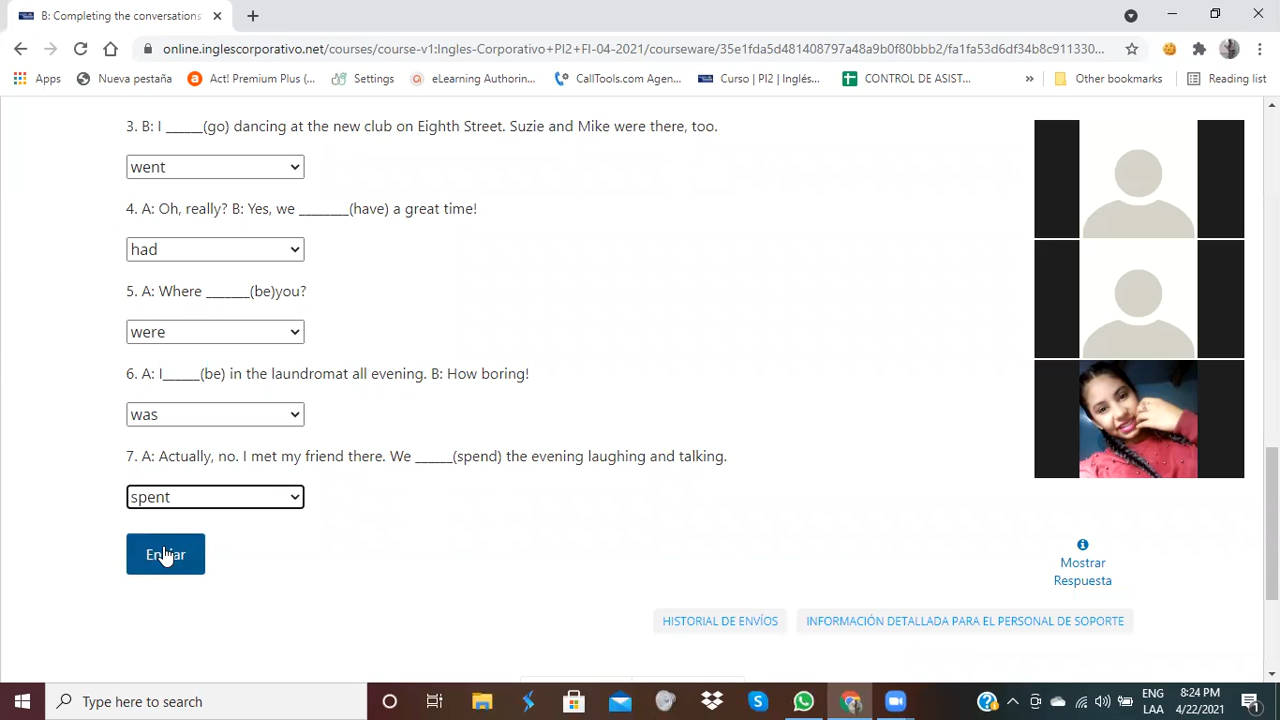 B: Completing the conversations
online.inglescorporativo.net/courses/course-v1:Ingles-Corporativo+PI2+FI-04-2021/courseware/35e1fda5d481408797a48a9b0f80bbb2/fa1fa53d6df34b8c911330...
Apps Nueva pestaña Act! Premium Plus (... Settings eLearning Authorin... CallTools.com Agen... Curso | PI2 | Inglés... CONTROL DE ASIST... » Other bookmarks Reading list
3. B: I ______(go) dancing at the new club on Eighth Street. Suzie and Mike were there, too.
went
4. A: Oh, really? B: Yes, we ________(have) a great time!
had
5. A: Where _______(be)you?
were
6. A: I______(be) in the laundromat all evening. B: How boring!
was
7. A: Actually, no. I met my friend there. We ______(spend) the evening laughing and talking.
spent
Enviar
Mostrar
Respuesta
HISTORIAL DE ENVÍOS INFORMACIÓN DETALLADA PARA EL PERSONAL DE SOPORTE
Type here to search
ENG 8:24 PM
LAA 4/22/2021